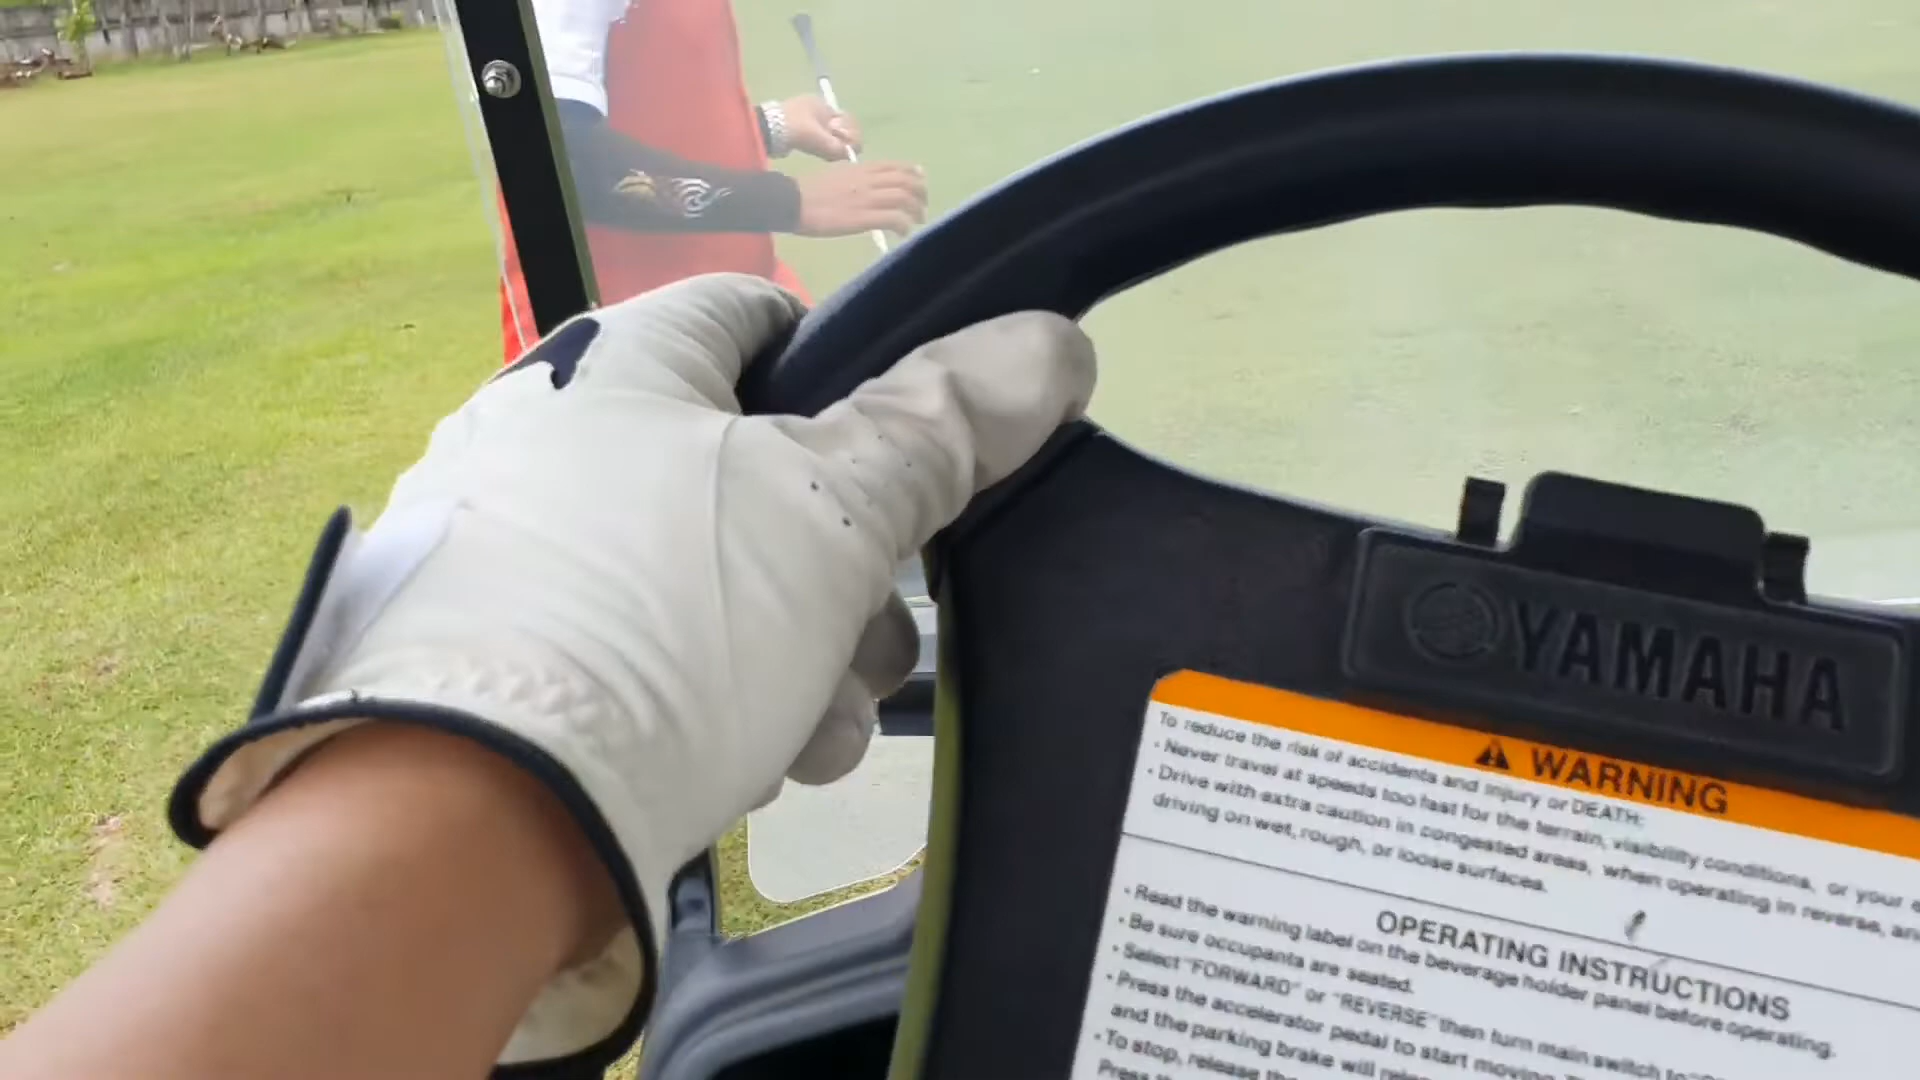 YAMAHA
WARNING
To reduce the risk of accidents and injury or DEATH:
• Never travel at speeds too fast for the terrain, visibility conditions, or your
• Drive with extra caution in congested areas, when operating in reverse,
driving on wet, rough, or loose surfaces.
OPERATING INSTRUCTIONS
• Read the warning label on the beverage holder panel before operating.
• Be sure occupants are seated.
• Select "FORWARD" or "REVERSE" then turn main switch to
• Press the accelerator pedal to start moving.
and the parking brake will
• To stop, release the
Press